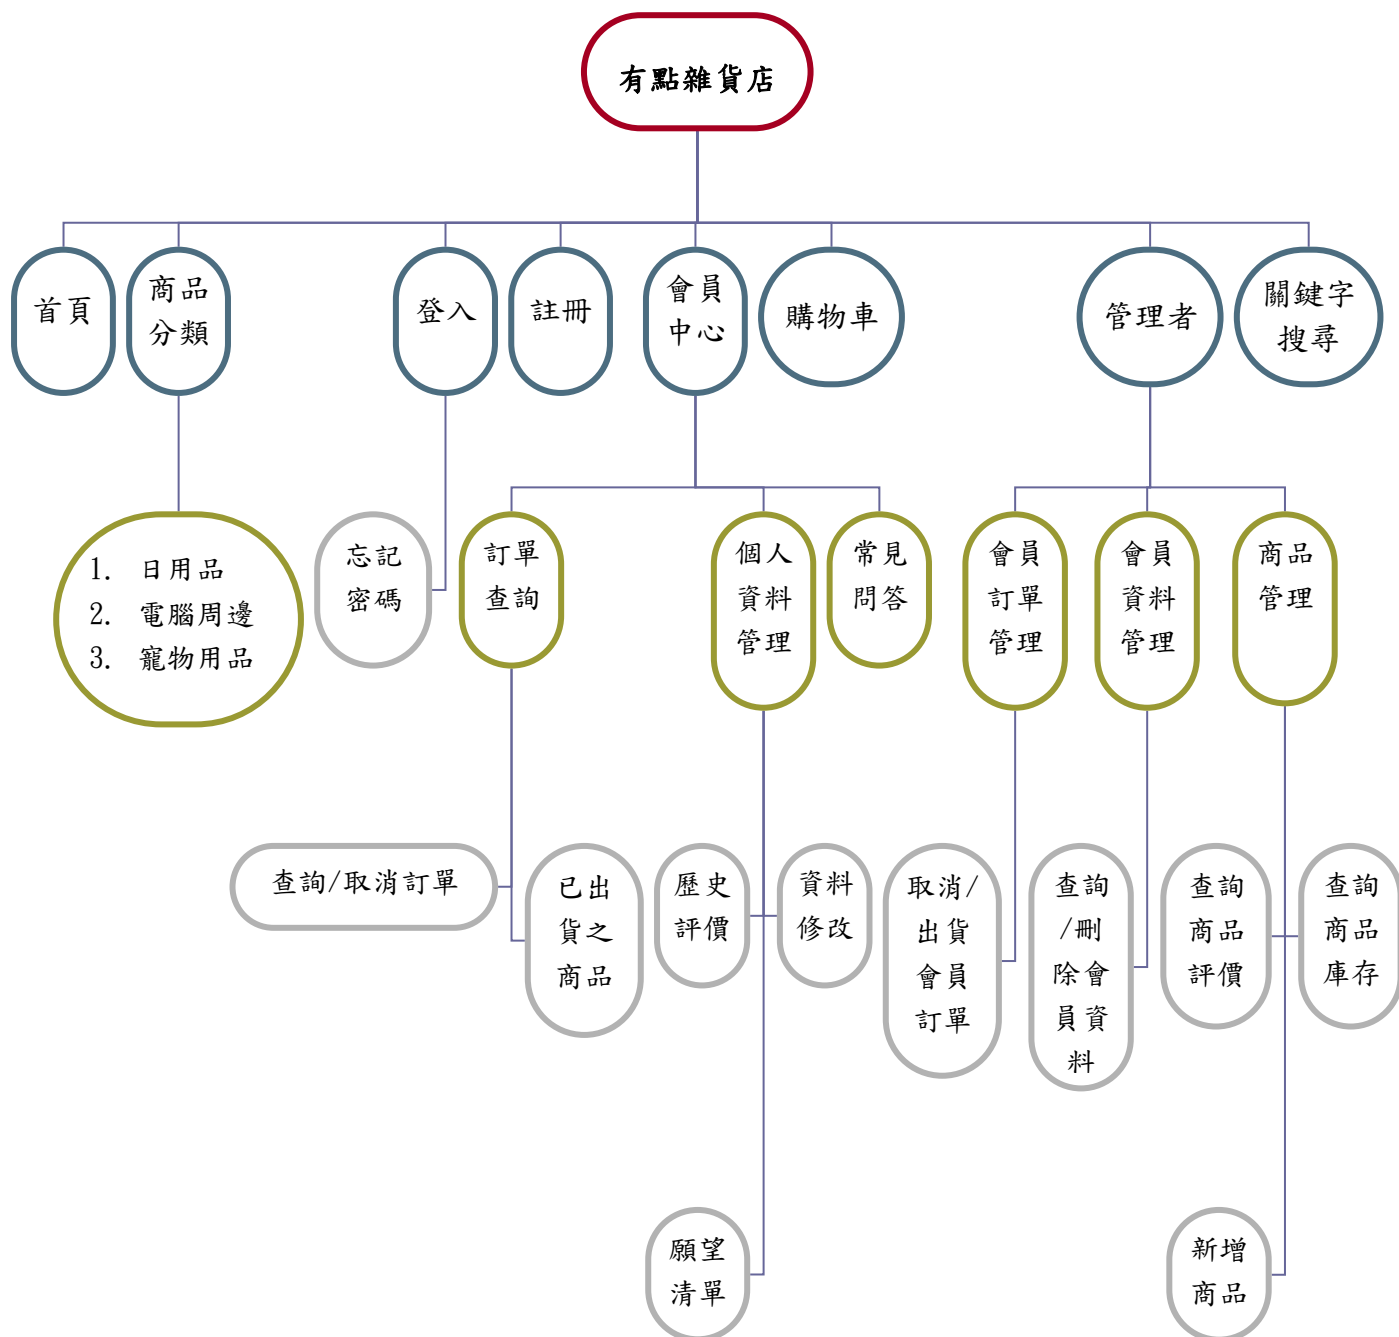 有點雜貨店
首頁
商品
分類
登入
註冊
會員
中心
購物車
管理者
關鍵字
搜尋
1. 日用品
2. 電腦周邊
3. 寵物用品
忘記
密碼
訂單
查詢
個人
資料
管理
常見
問答
會員
訂單
管理
會員
資料
管理
商品
管理
查詢/取消訂單
已出
貨之
商品
歷史
評價
資料
修改
取消/
出貨
會員
訂單
查詢
/刪
除會
員資
料
查詢
商品
評價
查詢
商品
庫存
願望
清單
新增
商品